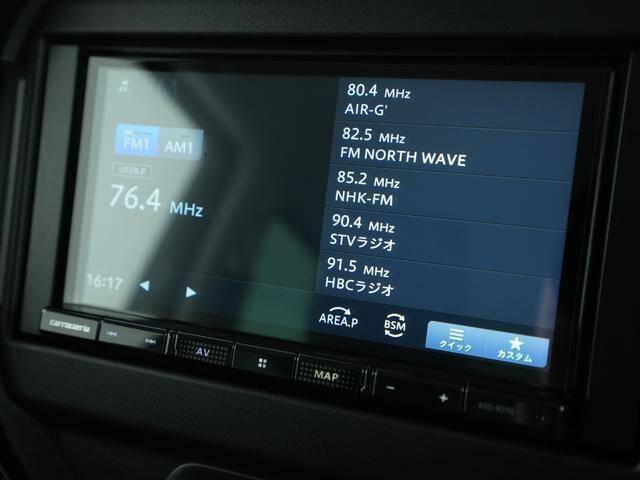 FM1 AM1
USER.P
76.4 MHz
16:17
80.4 MHz
AIR-G'
82.5 MHz
FM NORTH WAVE
85.2 MHz
NHK-FM
90.4 MHz
STVラジオ
91.5 MHz
HBCラジオ
AREA.P
BSM
クイック
カスタム
carrozzeria
AV
MAP